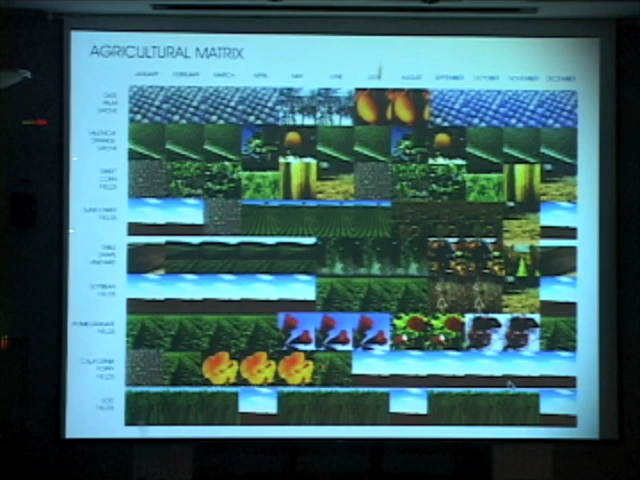 AGRICULTURAL MATRIX
JANUARY FEBRUARY MARCH APRIL MAY JUNE JULY AUGUST SEPTEMBER OCTOBER NOVEMBER DECEMBER
DATE
PALM
GROVE
VALENCIA
ORANGE
GROVE
SWEET
CORN
FIELDS
SUNFLOWER
FIELDS
TABLE
GRAPE
VINEYARD
SOYBEAN
FIELDS
POMEGRANATE
FIELDS
CALIFORNIA
POPPY
FIELDS
FIELDS